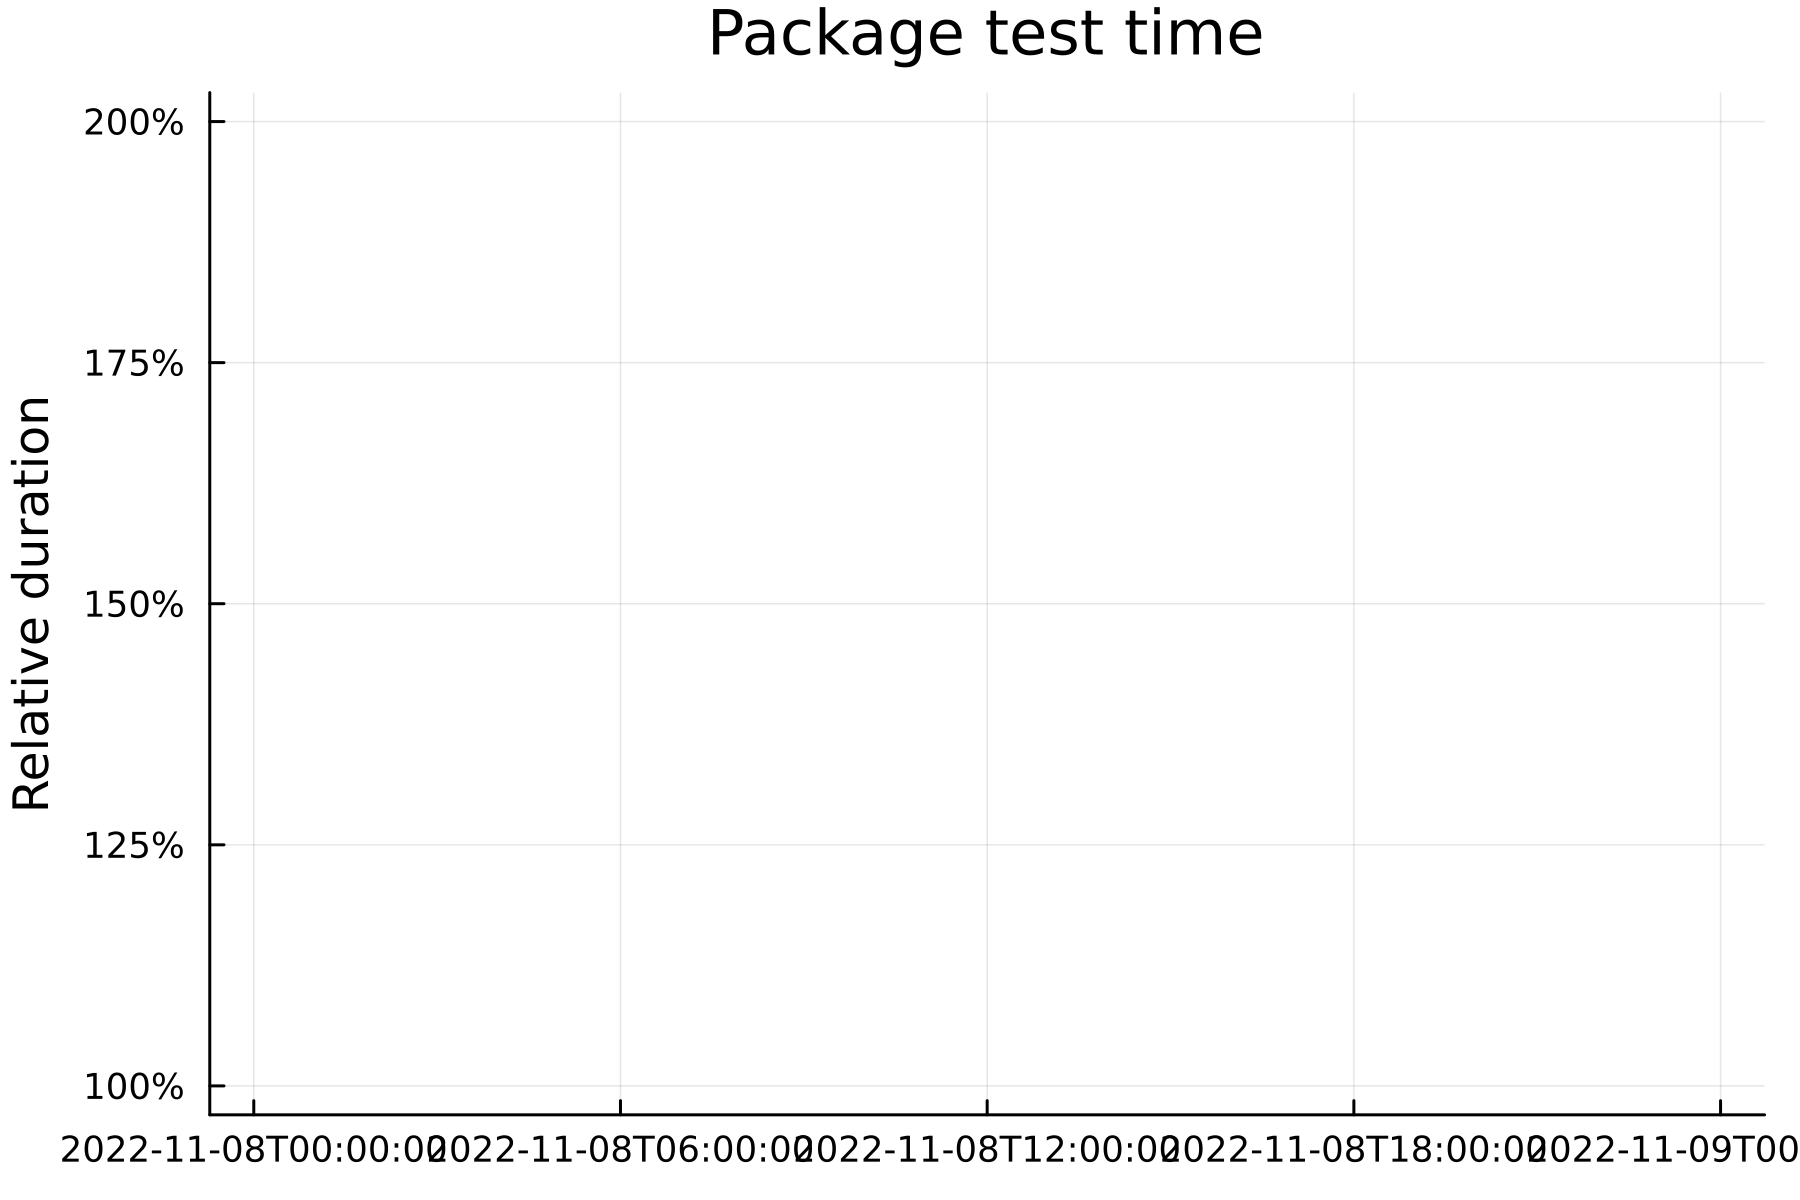 Package test time
Relative duration
200%
175%
150%
125%
100%
2022-11-08T00:00:00
2022-11-08T06:00:00
2022-11-08T12:00:00
2022-11-08T18:00:00
2022-11-09T00